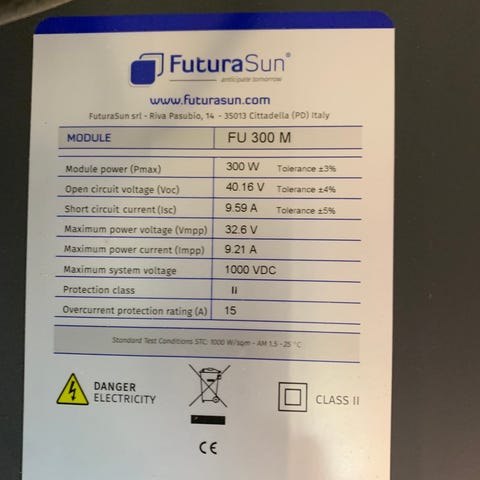 FuturaSun®
anticipate tomorrow
www.futurasun.com
FuturaSun srl - Riva Pasubio, 14 - 35013 Cittadella (PD) Italy
MODULE FU 300 M
Module power (Pmax) 300 W Tolerance ±3%
Open circuit voltage (Voc) 40.16 V Tolerance ±4%
Short circuit current (Isc) 9.59 A Tolerance ±5%
Maximum power voltage (Vmpp) 32.6 V
Maximum power current (Impp) 9.21 A
Maximum system voltage 1000 VDC
Protection class II
Overcurrent protection rating (A) 15
Standard Test Conditions STC: 1000 W/sqm - AM 1.5 - 25 °C
DANGER
ELECTRICITY
CLASS II
CE